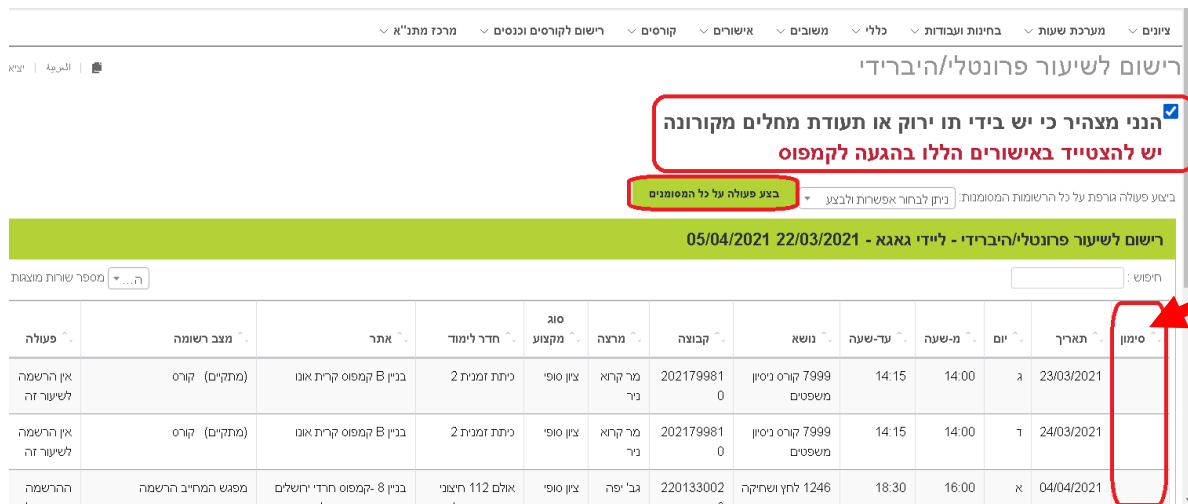 ציונים מערכת שעות בחינות ועבודות כללי משובים אישורים קורסים רישום לקורסים וכנסים מרכז מתנ"א
רישום לשיעור פרונטלי/היברידי
العربية | יציא
הנני מצהיר כי יש בידי תו ירוק או תעודת מחלים מקורונה
יש להצטייד באישורים הללו בהגעה לקמפוס
ביצוע פעולה גורפת על כל הרשומות המסומנות: ניתן לבחור אפשרות ולבצע בצע פעולה על כל המסומנים
רישום לשיעור פרונטלי/היברידי - ליידי גאגא - 22/03/2021 05/04/2021
חיפוש : ה... מספר שורות מוצגות
סימון תאריך יום מ-שעה עד-שעה נושא קבוצה מרצה סוג מקצוע חדר לימוד אתר מצב רשומה פעולה
23/03/2021 ג 14:00 14:15 7999 קורס ניסיון 202179981 מר קרוא ציון סופי כיתת זמנית 2 בניין B קמפוס קרית אונו (מתקיים) קורס אין הרשמה
משפטים 0 ניר לשיעור זה
24/03/2021 ד 14:00 14:15 7999 קורס ניסיון 202179981 מר קרוא ציון סופי כיתת זמנית 2 בניין B קמפוס קרית אונו (מתקיים) קורס אין הרשמה
משפטים 0 ניר לשיעור זה
04/04/2021 א 16:00 18:30 1246 לחץ ושחיקה 220133002 גב' יפה ציון סופי אולם 112 חיצוני בניין 8 -קמפוס חרדי ירושלים מפגש המחייב הרשמה ההרשמה